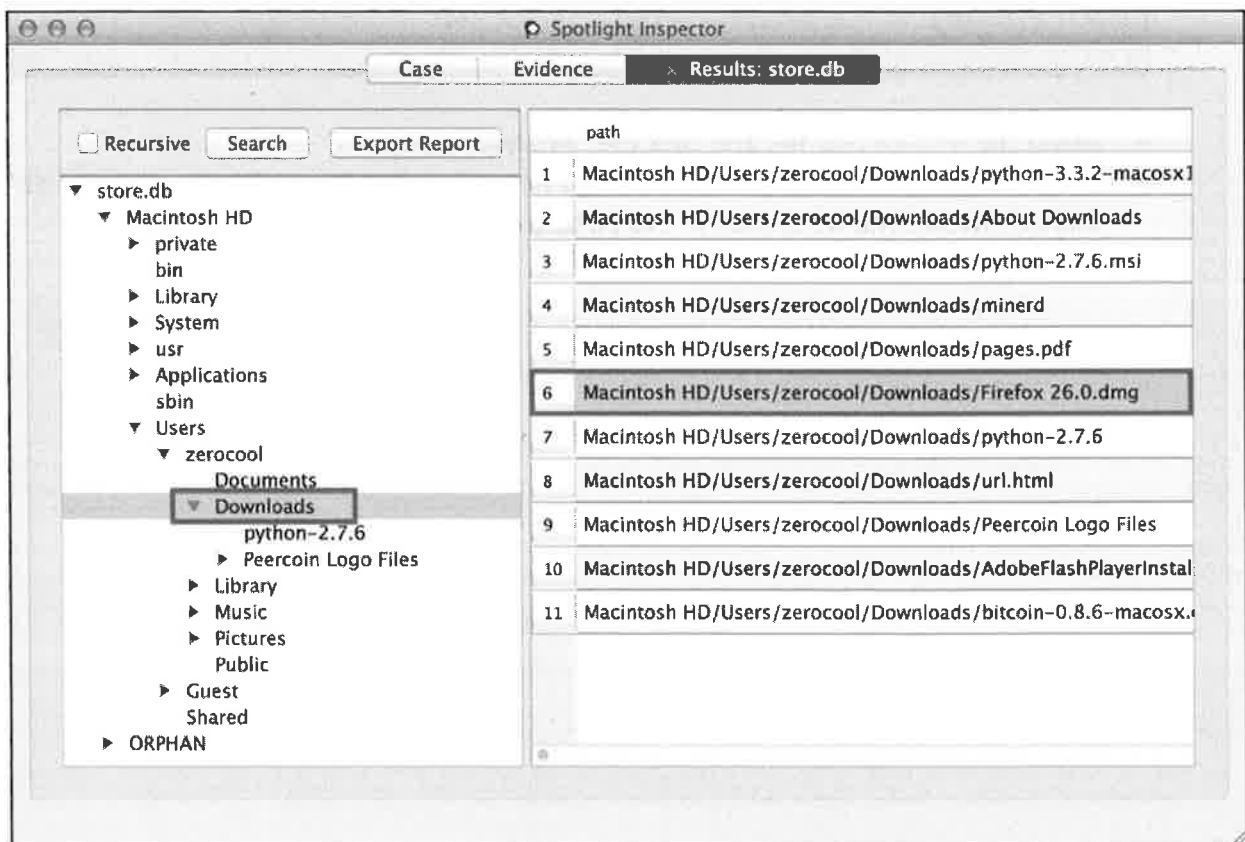 Spotlight Inspector
Case Evidence × Results: store.db
Recursive Search Export Report
store.db
Macintosh HD
private
bin
Library
System
usr
Applications
sbin
Users
zerocool
Documents
Downloads
python-2.7.6
Peercoin Logo Files
Library
Music
Pictures
Public
Guest
Shared
ORPHAN
path
1 Macintosh HD/Users/zerocool/Downloads/python-3.3.2-macosx1
2 Macintosh HD/Users/zerocool/Downloads/About Downloads
3 Macintosh HD/Users/zerocool/Downloads/python-2.7.6.msi
4 Macintosh HD/Users/zerocool/Downloads/minerd
5 Macintosh HD/Users/zerocool/Downloads/pages.pdf
6 Macintosh HD/Users/zerocool/Downloads/Firefox 26.0.dmg
7 Macintosh HD/Users/zerocool/Downloads/python-2.7.6
8 Macintosh HD/Users/zerocool/Downloads/url.html
9 Macintosh HD/Users/zerocool/Downloads/Peercoin Logo Files
10 Macintosh HD/Users/zerocool/Downloads/AdobeFlashPlayerInstal
11 Macintosh HD/Users/zerocool/Downloads/bitcoin-0.8.6-macosx.